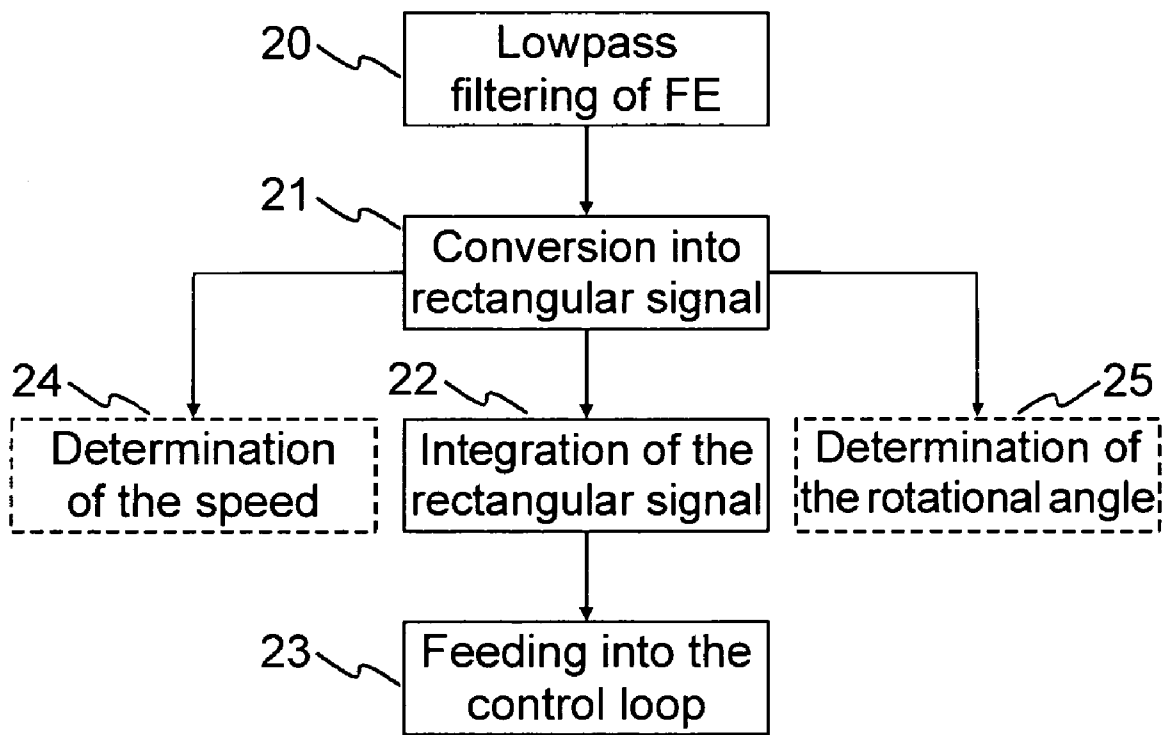 20
Lowpass
filtering of FE
21
Conversion into
rectangular signal
24
Determination
of the speed
22
Integration of the
rectangular signal
25
Determination of
the rotational angle
23
Feeding into the
control loop